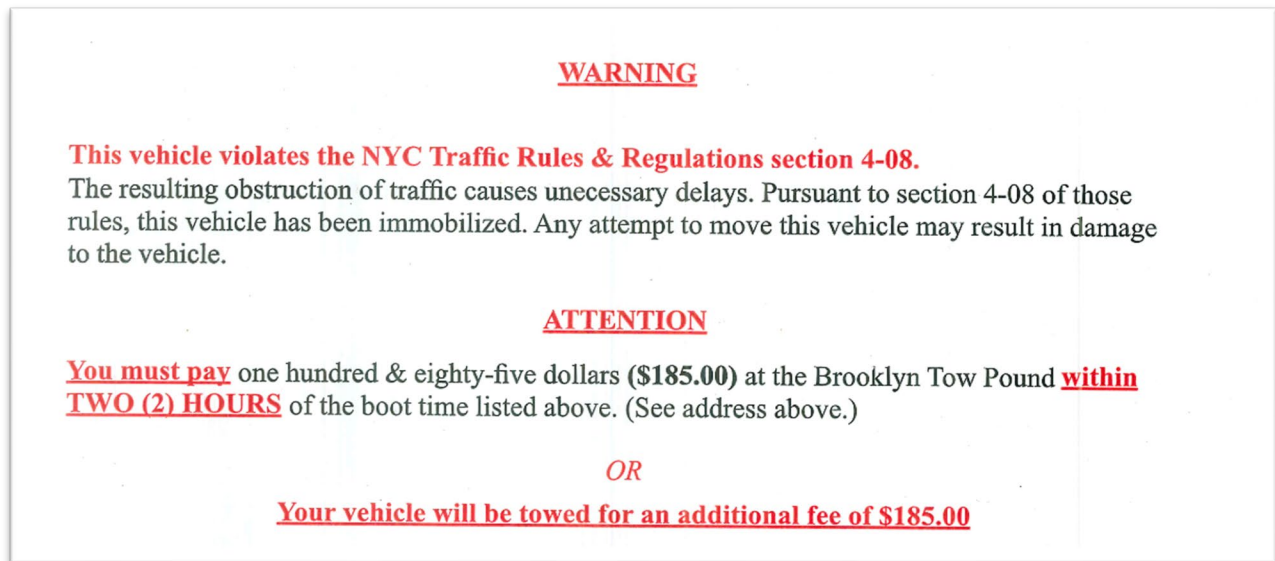 WARNING
This vehicle violates the NYC Traffic Rules & Regulations section 4-08.
The resulting obstruction of traffic causes unecessary delays. Pursuant to section 4-08 of those
rules, this vehicle has been immobilized. Any attempt to move this vehicle may result in damage
to the vehicle.
ATTENTION
You must pay one hundred & eighty-five dollars ($185.00) at the Brooklyn Tow Pound within
TWO (2) HOURS of the boot time listed above. (See address above.)
OR
Your vehicle will be towed for an additional fee of $185.00